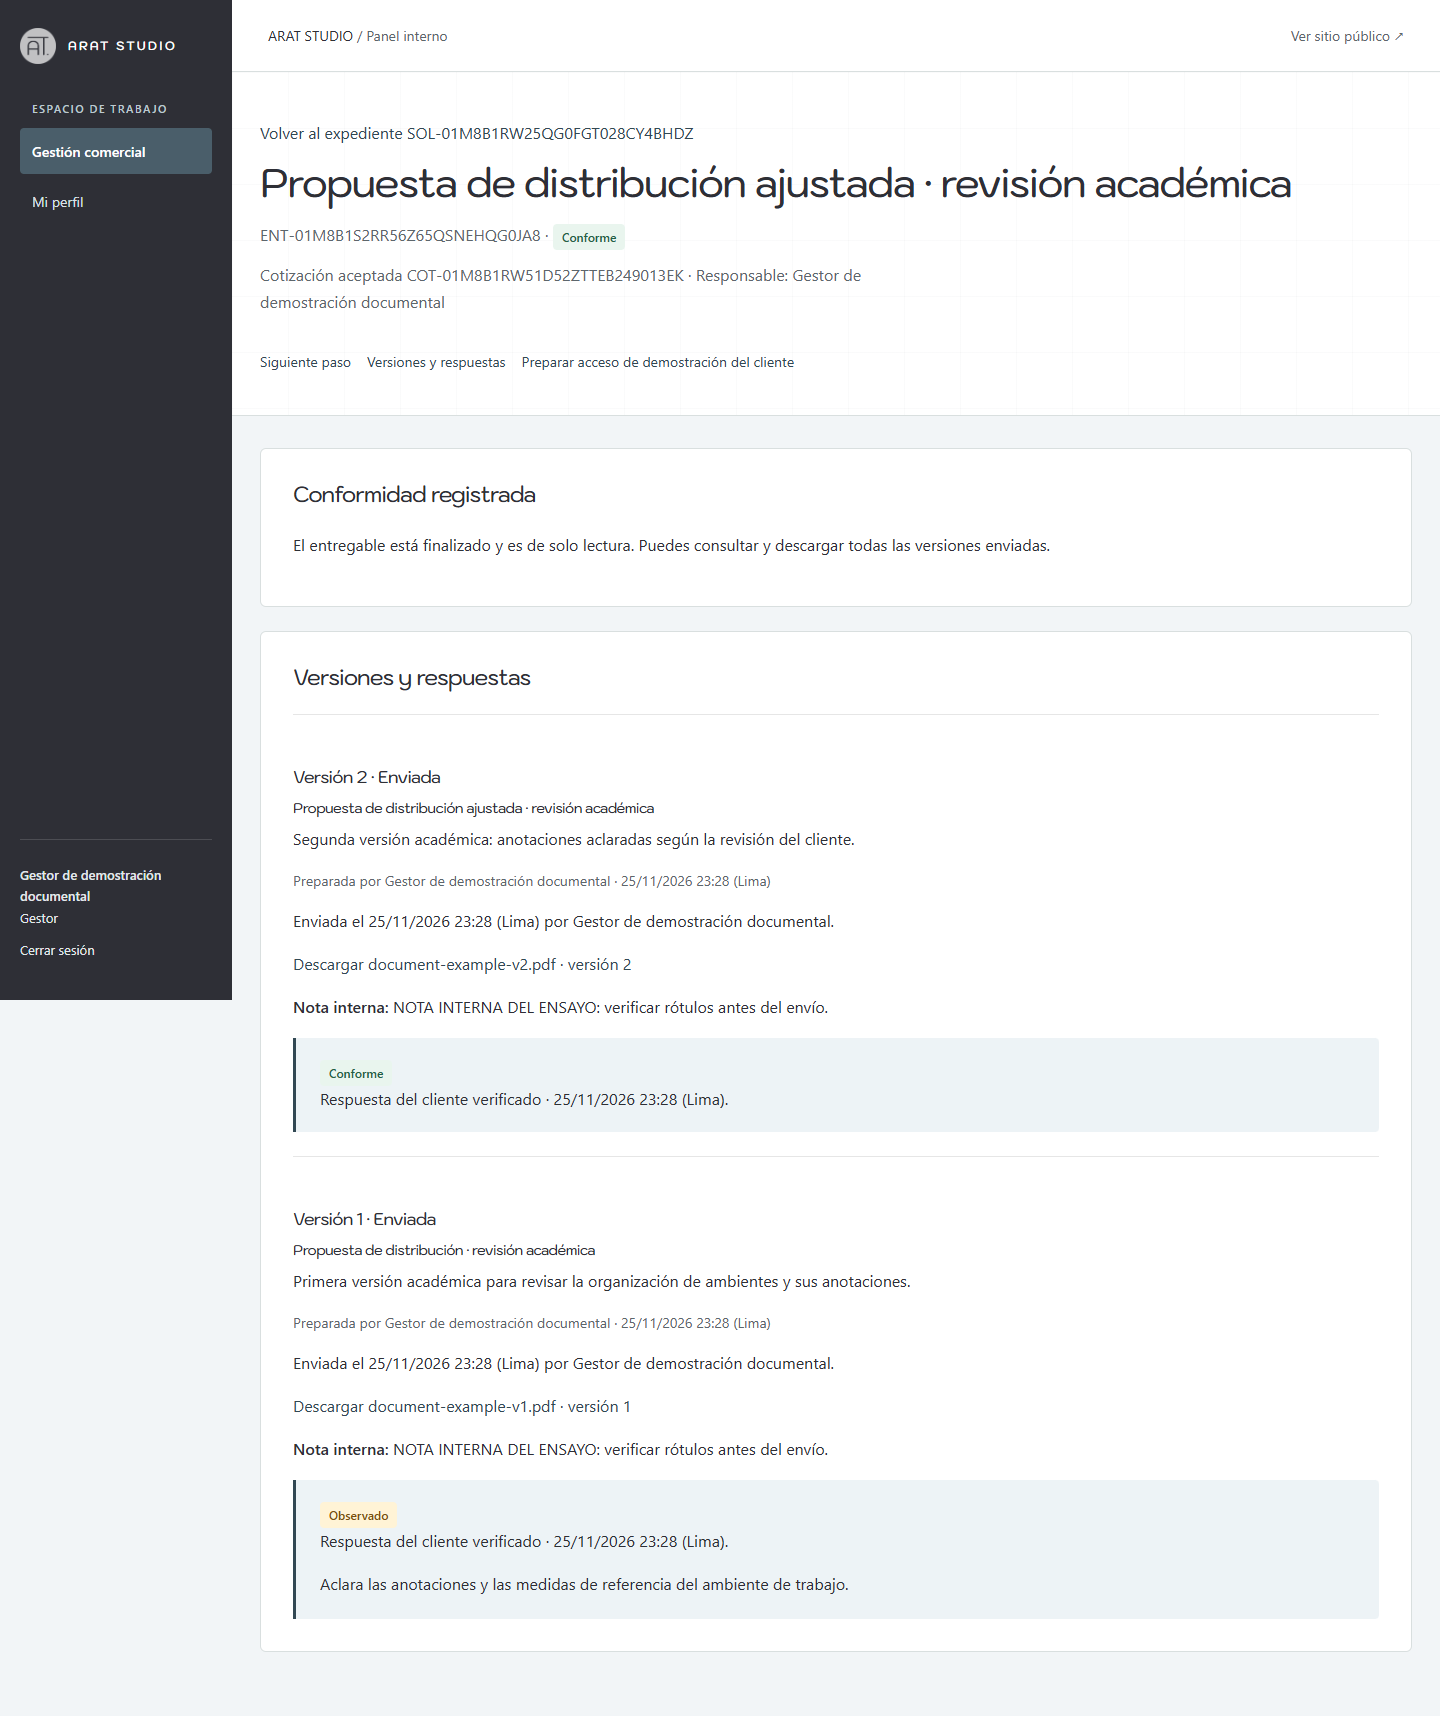 AT.
ARAT STUDIO
ESPACIO DE TRABAJO
Gestión comercial
Mi perfil
Gestor de demostración
documental
Gestor
Cerrar sesión
ARAT STUDIO / Panel interno
Ver sitio público ↗
Volver al expediente SOL-01M8B1RW25QG0FGT028CY4BHDZ
Propuesta de distribución ajustada · revisión académica
ENT-01M8B1S2RR56Z65QSNEHQG0JA8 · Conforme
Cotización aceptada COT-01M8B1RW51D52ZTTEB249013EK · Responsable: Gestor de
demostración documental
Siguiente paso Versiones y respuestas Preparar acceso de demostración del cliente
Conformidad registrada
El entregable está finalizado y es de solo lectura. Puedes consultar y descargar todas las versiones enviadas.
Versiones y respuestas
Versión 2 · Enviada
Propuesta de distribución ajustada · revisión académica
Segunda versión académica: anotaciones aclaradas según la revisión del cliente.
Preparada por Gestor de demostración documental · 25/11/2026 23:28 (Lima)
Enviada el 25/11/2026 23:28 (Lima) por Gestor de demostración documental.
Descargar document-example-v2.pdf · versión 2
Nota interna: NOTA INTERNA DEL ENSAYO: verificar rótulos antes del envío.
Conforme
Respuesta del cliente verificado · 25/11/2026 23:28 (Lima).
Versión 1 · Enviada
Propuesta de distribución · revisión académica
Primera versión académica para revisar la organización de ambientes y sus anotaciones.
Preparada por Gestor de demostración documental · 25/11/2026 23:28 (Lima)
Enviada el 25/11/2026 23:28 (Lima) por Gestor de demostración documental.
Descargar document-example-v1.pdf · versión 1
Nota interna: NOTA INTERNA DEL ENSAYO: verificar rótulos antes del envío.
Observado
Respuesta del cliente verificado · 25/11/2026 23:28 (Lima).
Aclara las anotaciones y las medidas de referencia del ambiente de trabajo.